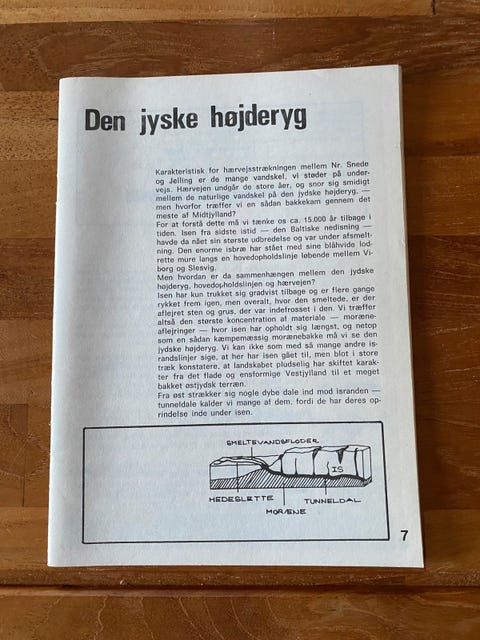 Den jyske højderyg
Karakteristisk for hærvejsstrækningen mellem Nr. Snede
og Jelling er de mange vandskel, vi støder på under-
vejs. Hærvejen undgår de store åer, og snor sig smidigt
mellem de naturlige vandskel på den jydske højderyg, —
men hvorfor træffer vi en sådan bakkekam gennem det
meste af Midtjylland?
For at forstå dette må vi tænke os ca. 15.000 år tilbage i
tiden. Isen fra sidste istid — den Baltiske nedisning —
havde da nået sin største udbredelse og var under afsmelt-
ning. Den enorme isbræ har stået med sine blåhvide lod-
rette mure langs en hovedopholdslinje løbende mellem Vi-
borg og Slesvig.
Men hvordan er da sammenhængen mellem den jydske
højderyg, hovedopholdslinjen og hærvejen?
Isen har kun trukket sig gradvist tilbage og er flere gange
rykket frem igen, men overalt, hvor den smeltede, er der
aflejret sten og grus, der var indefrosset i den. Vi træffer
altså den største koncentration af materiale — moræne-
aflejringer — hvor isen har opholdt sig længst, og netop
som en sådan kæmpemæssig morænebakke må vi se den
jydske højderyg. Vi kan ikke som med så mange andre is-
randslinjer sige, at her har isen gået til, men blot i store
træk konstatere, at landskabet pludselig har skiftet karak-
ter fra det flade og ensformige Vestjylland til et meget
bakket østjydsk terræn.
Fra øst strækker sig nogle dybe dale ind mod isranden —
tunneldale kalder vi mange af dem, fordi de har deres op-
rindelse inde under isen.
SMELTEVANDSFLODER
IS
HEDESLETTE
TUNNELDAL
MORÆNE
7